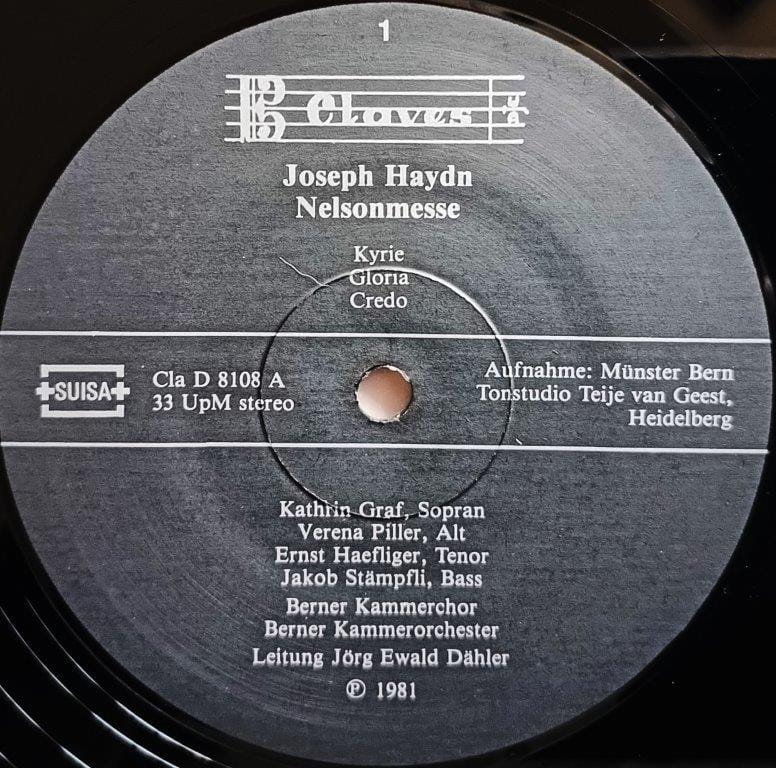 1
Claves
Joseph Haydn
Nelsonmesse
Kyrie
Gloria
Credo
SUISA
Cla D 8108 A
33 UpM stereo
Aufnahme: Münster Bern
Tonstudio Teije van Geest,
Heidelberg
Kathrin Graf, Sopran
Verena Piller, Alt
Ernst Haefliger, Tenor
Jakob Stämpfli, Bass
Berner Kammerchor
Berner Kammerorchester
Leitung Jörg Ewald Dähler
℗ 1981